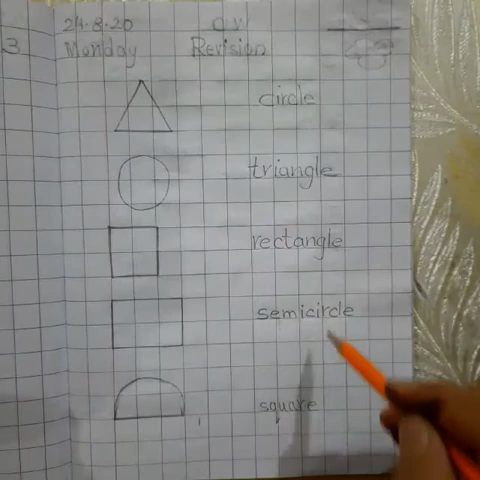 3
24.8.20 C W
Monday Revision
circle
triangle
rectangle
semicircle
square